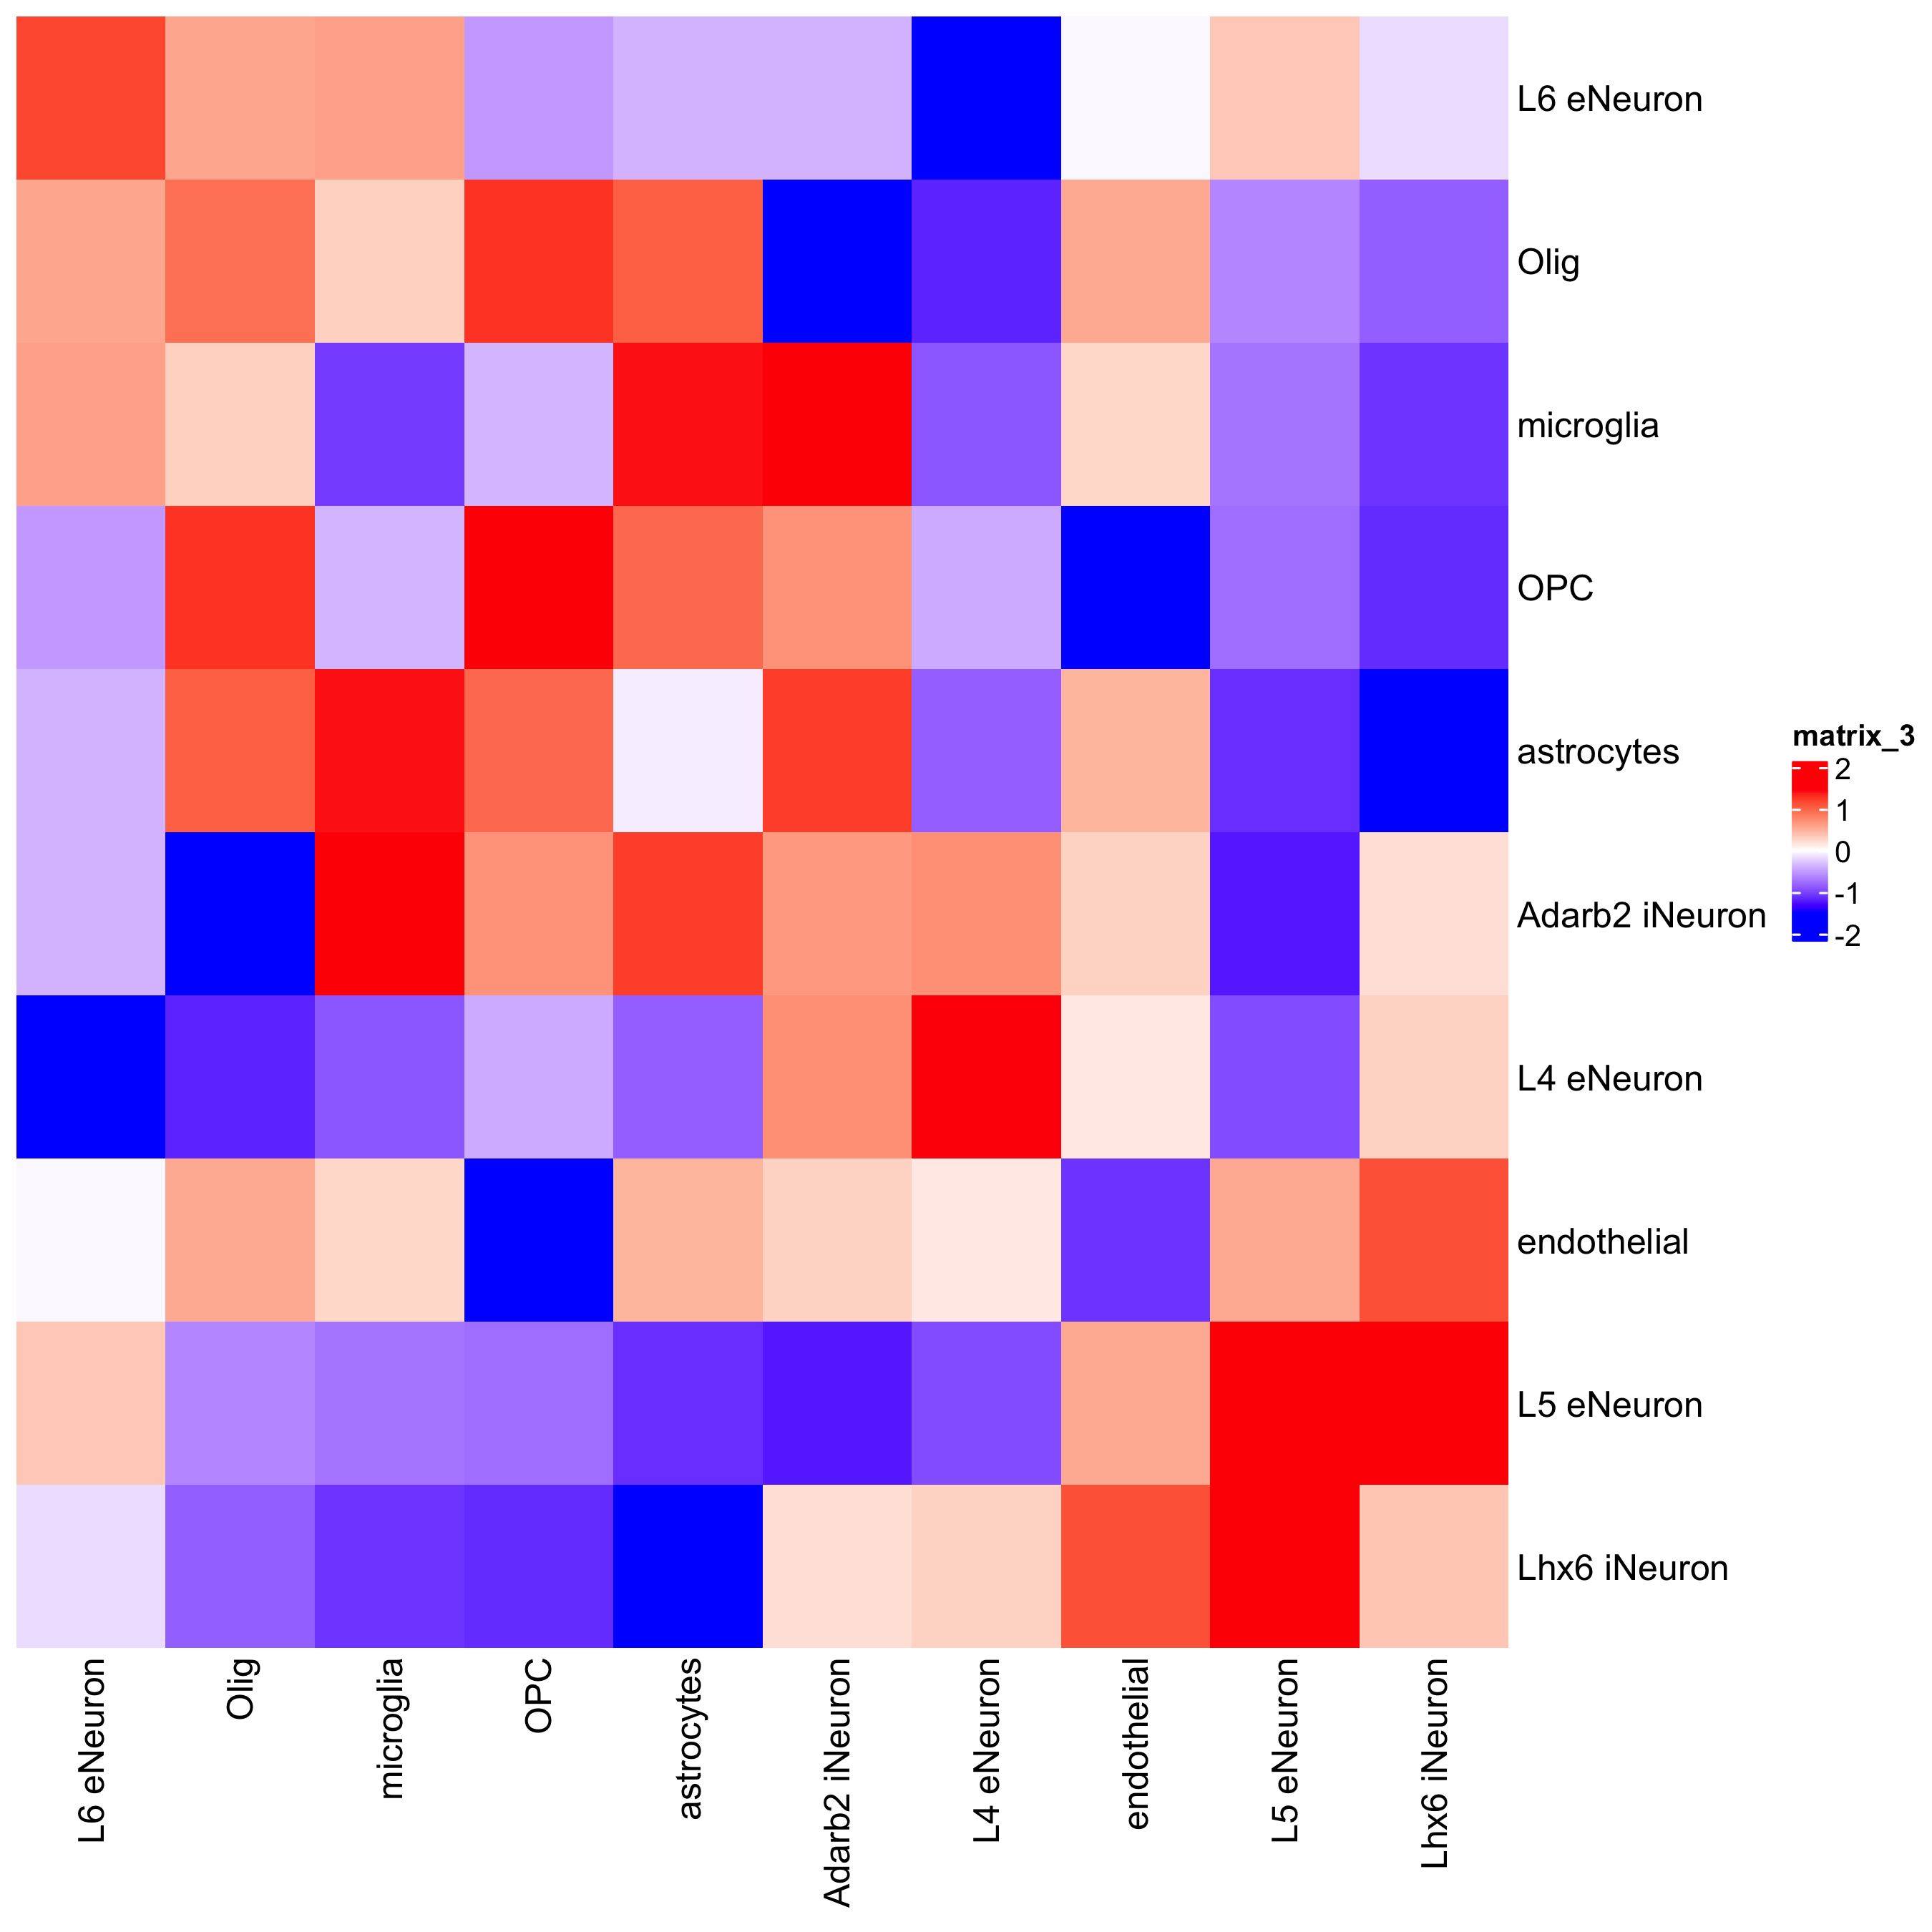 L6 eNeuron
Olig
microglia
OPC
astrocytes
Adarb2 iNeuron
L4 eNeuron
endothelial
L5 eNeuron
Lhx6 iNeuron
matrix_3
2
1
0
-1
-2
L6 eNeuron
Olig
microglia
OPC
astrocytes
Adarb2 iNeuron
L4 eNeuron
endothelial
L5 eNeuron
Lhx6 iNeuron